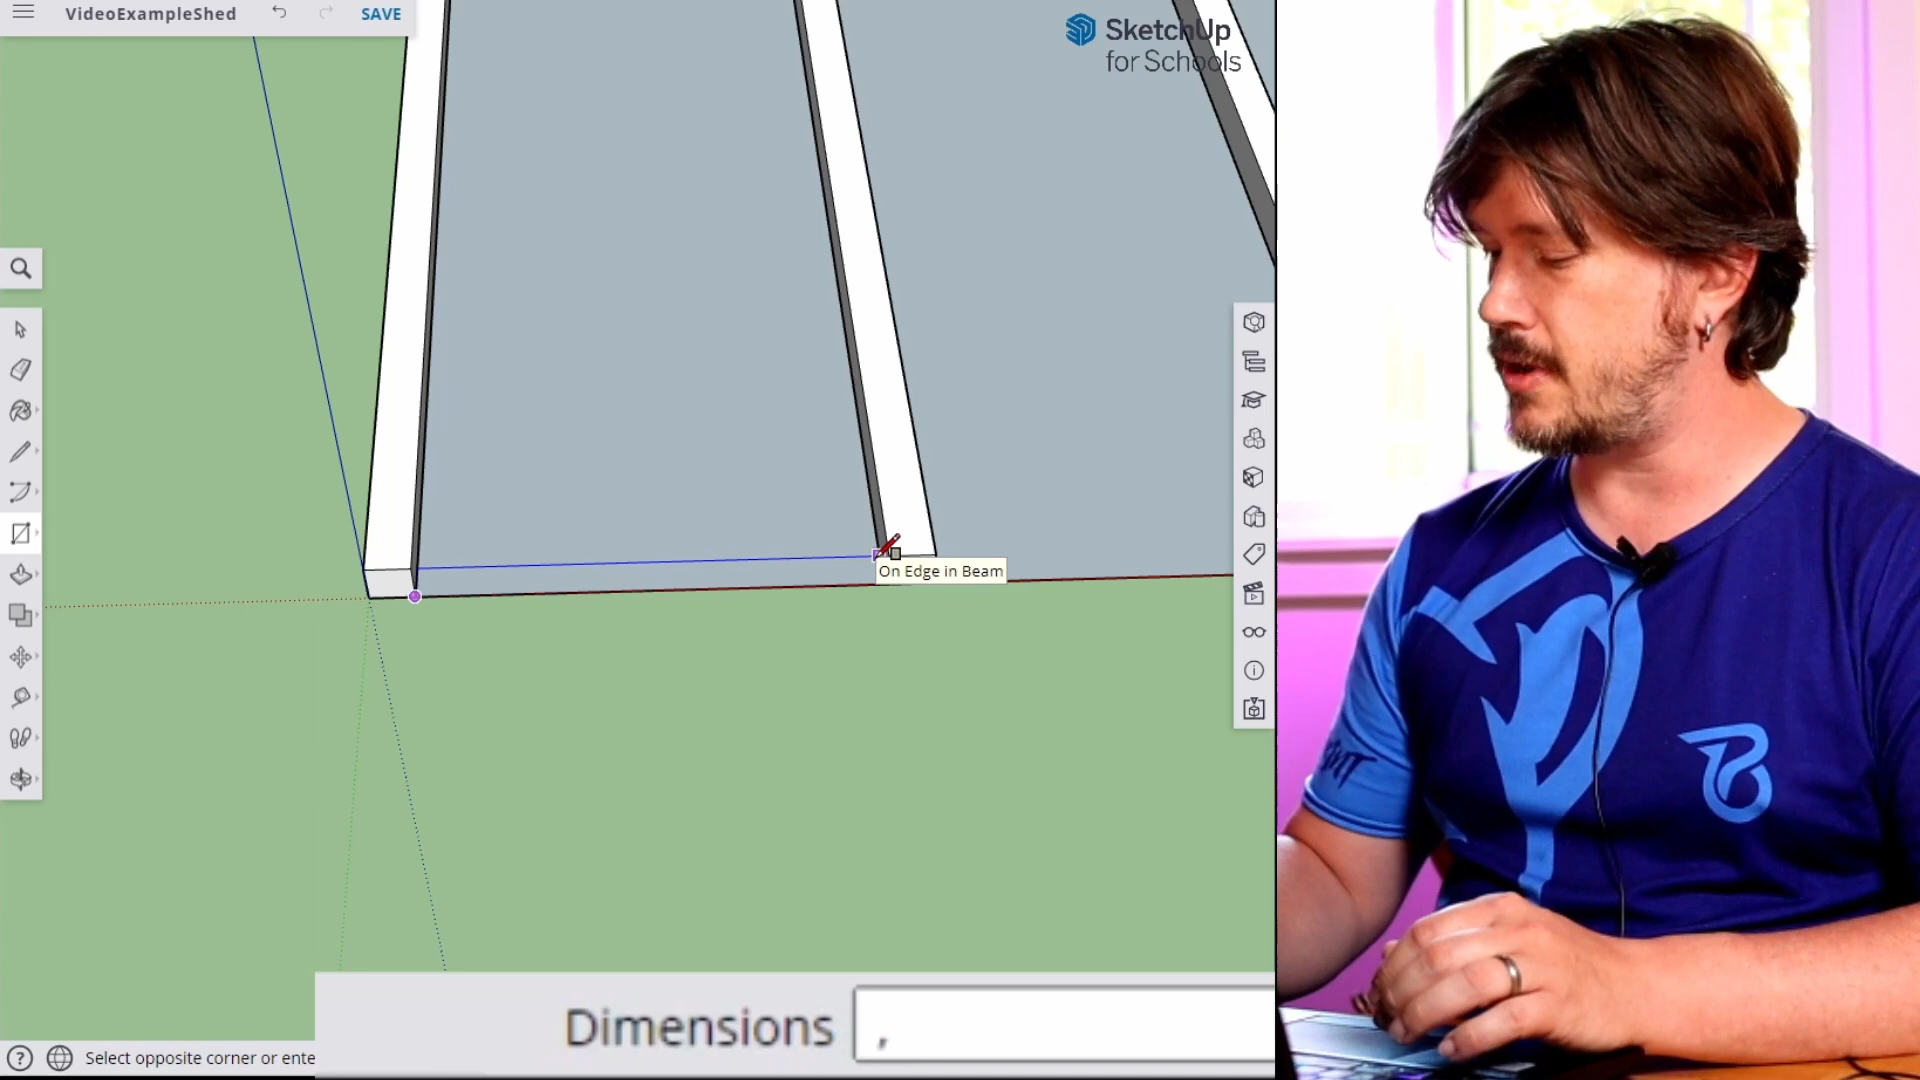 VideoExampleShed
SAVE
SketchUp
for Schools
On Edge in Beam
Dimensions
,
Select opposite corner or ente